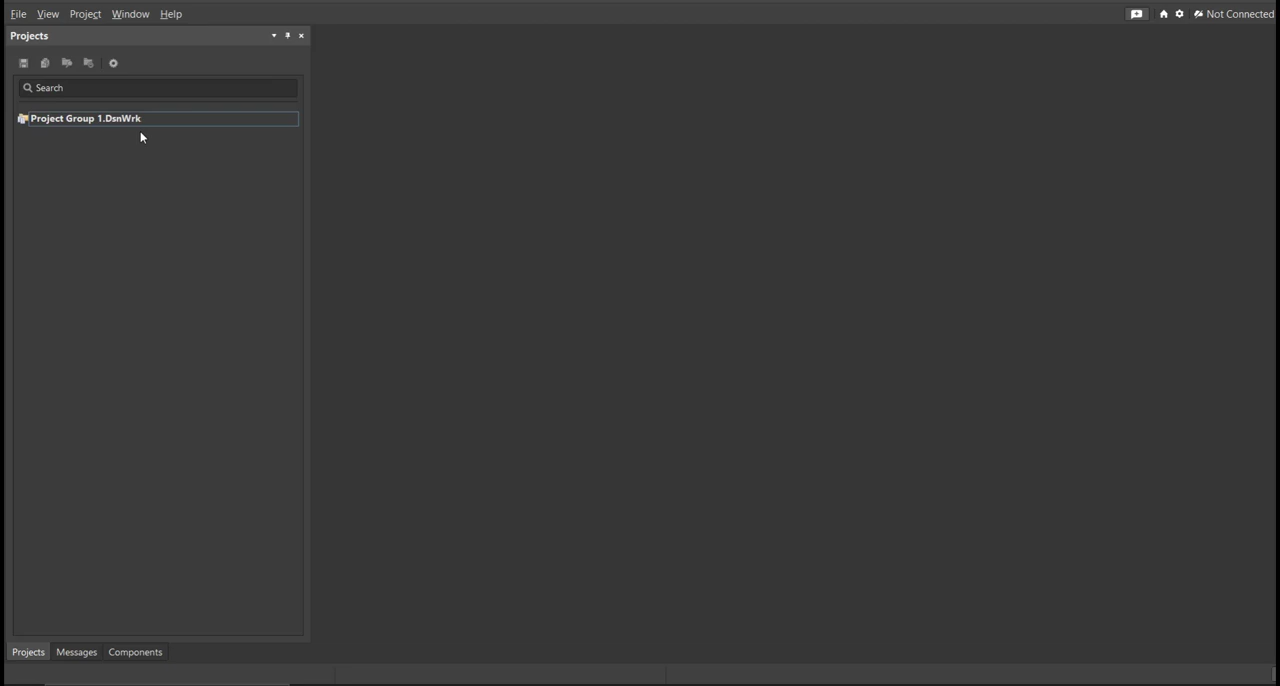 File View Project Window Help
Not Connected
Projects
Search
Project Group 1.DsnWrk
Projects Messages Components